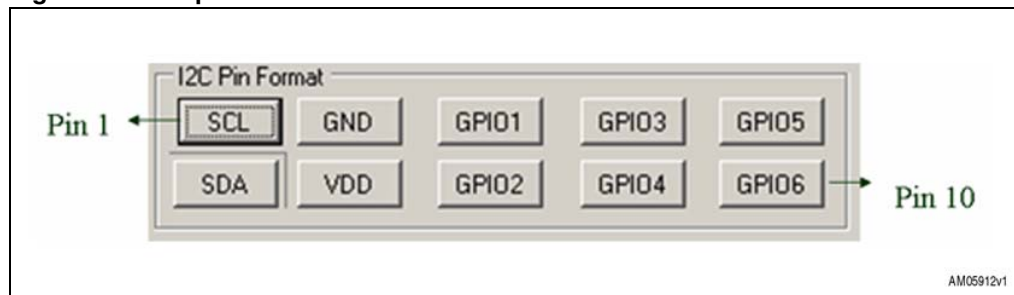 I2C Pin Format
Pin 1 SCL GND GPIO1 GPIO3 GPIO5
SDA VDD GPIO2 GPIO4 GPIO6 Pin 10
AM05912v1